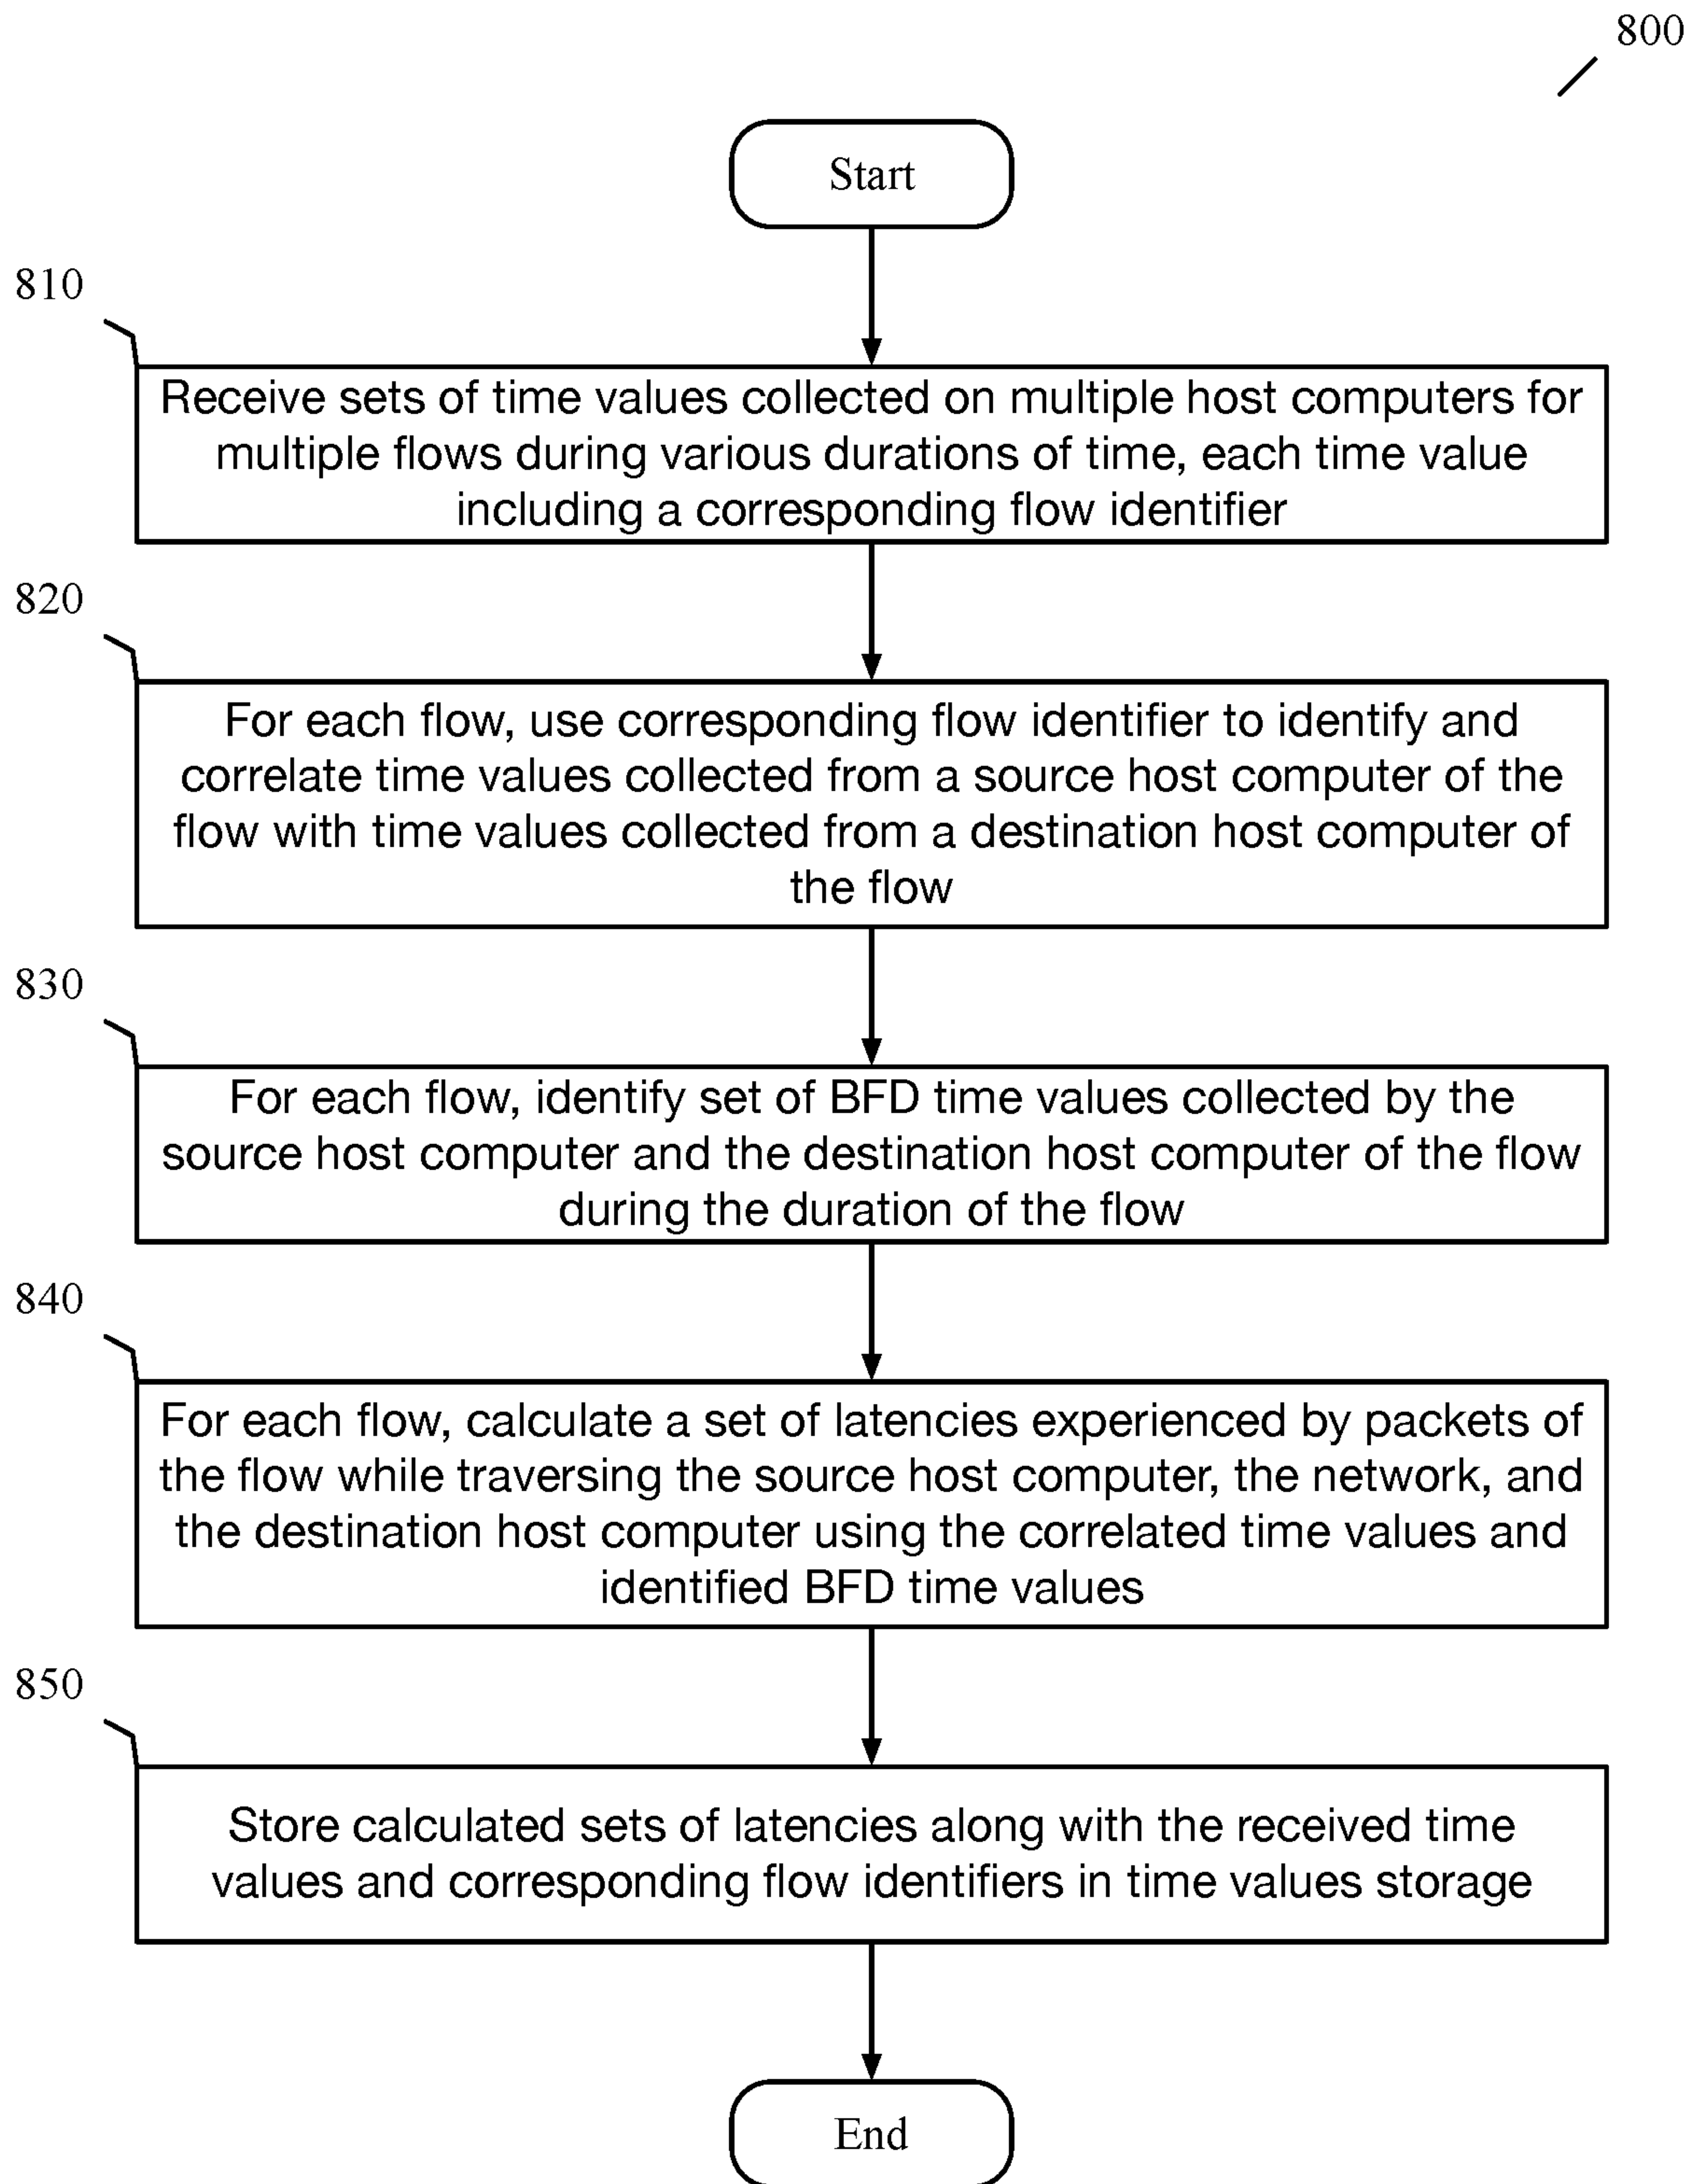 800
Start
810
Receive sets of time values collected on multiple host computers for
multiple flows during various durations of time, each time value
including a corresponding flow identifier
820
For each flow, use corresponding flow identifier to identify and
correlate time values collected from a source host computer of the
flow with time values collected from a destination host computer of
the flow
830
For each flow, identify set of BFD time values collected by the
source host computer and the destination host computer of the flow
during the duration of the flow
840
For each flow, calculate a set of latencies experienced by packets of
the flow while traversing the source host computer, the network, and
the destination host computer using the correlated time values and
identified BFD time values
850
Store calculated sets of latencies along with the received time
values and corresponding flow identifiers in time values storage
End